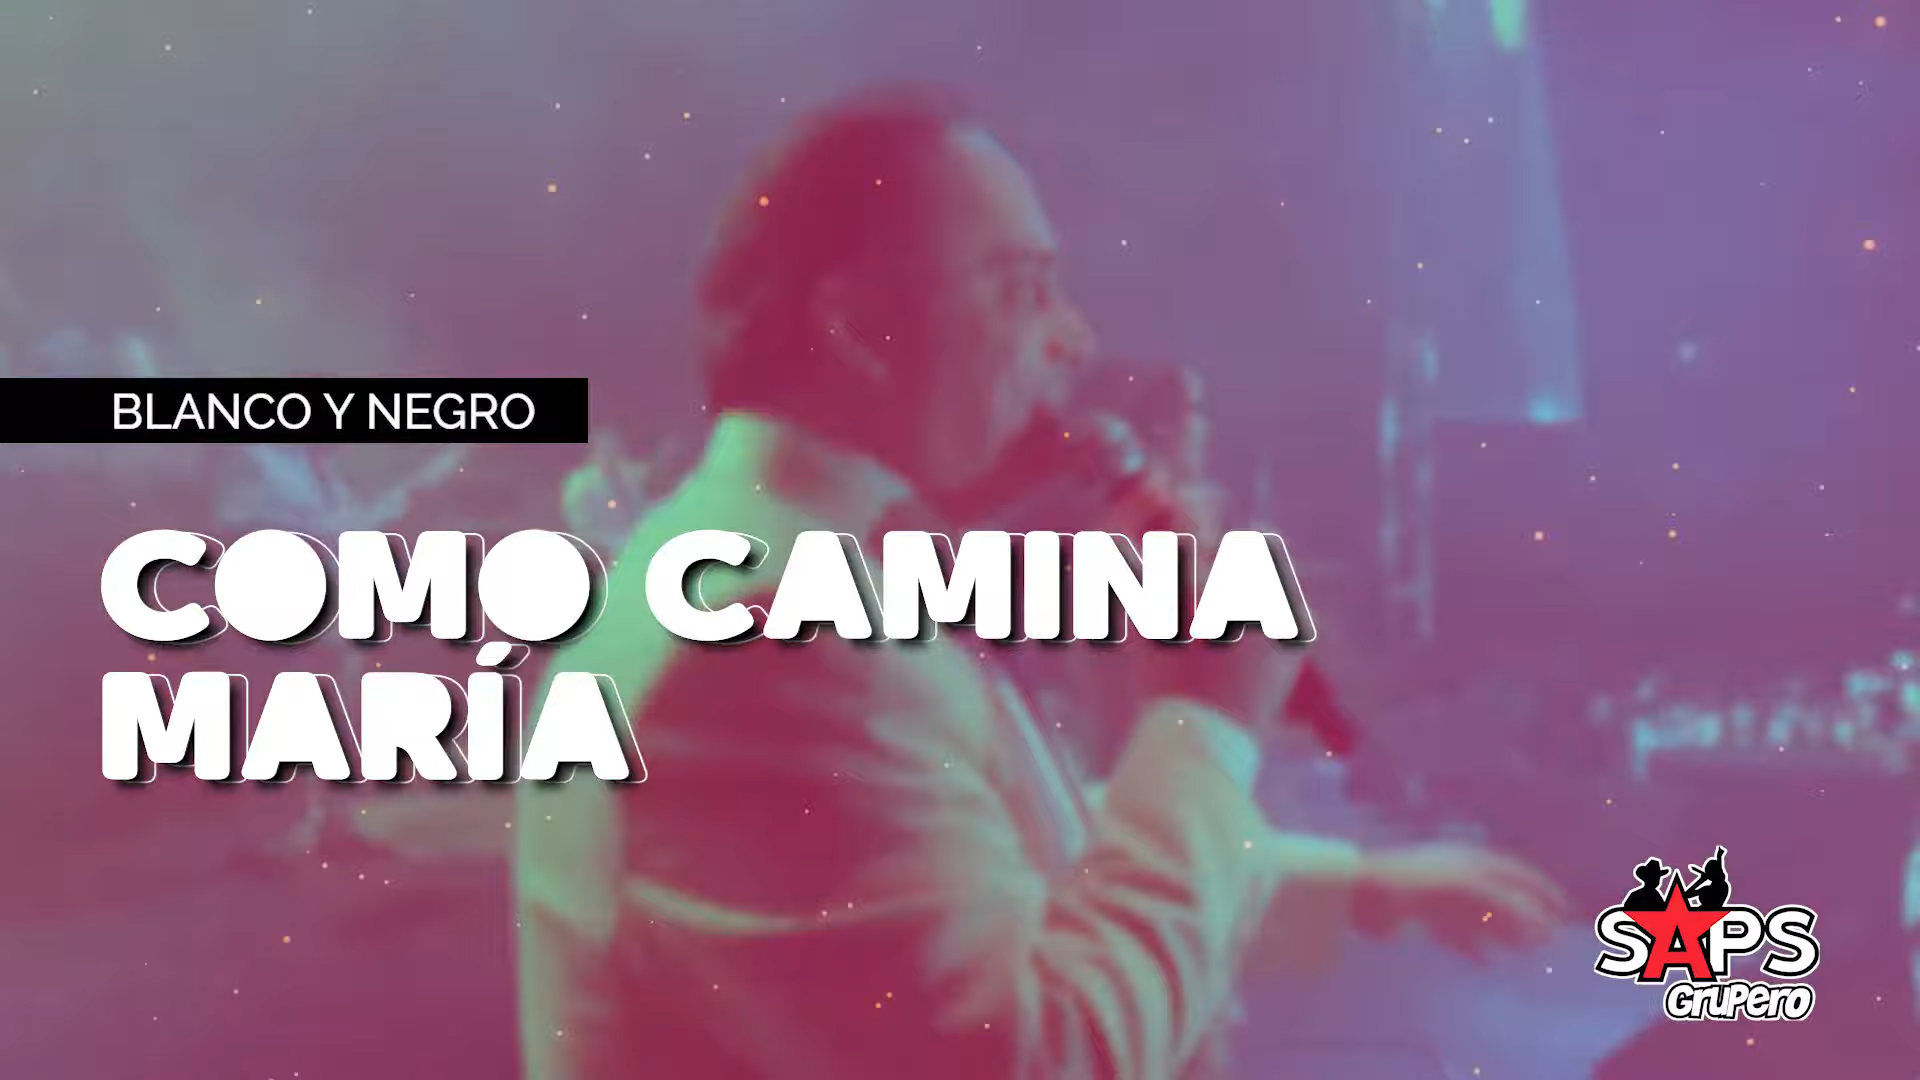 BLANCO Y NEGRO
COMO CAMINA
MARÍA
SAPS
GruPero